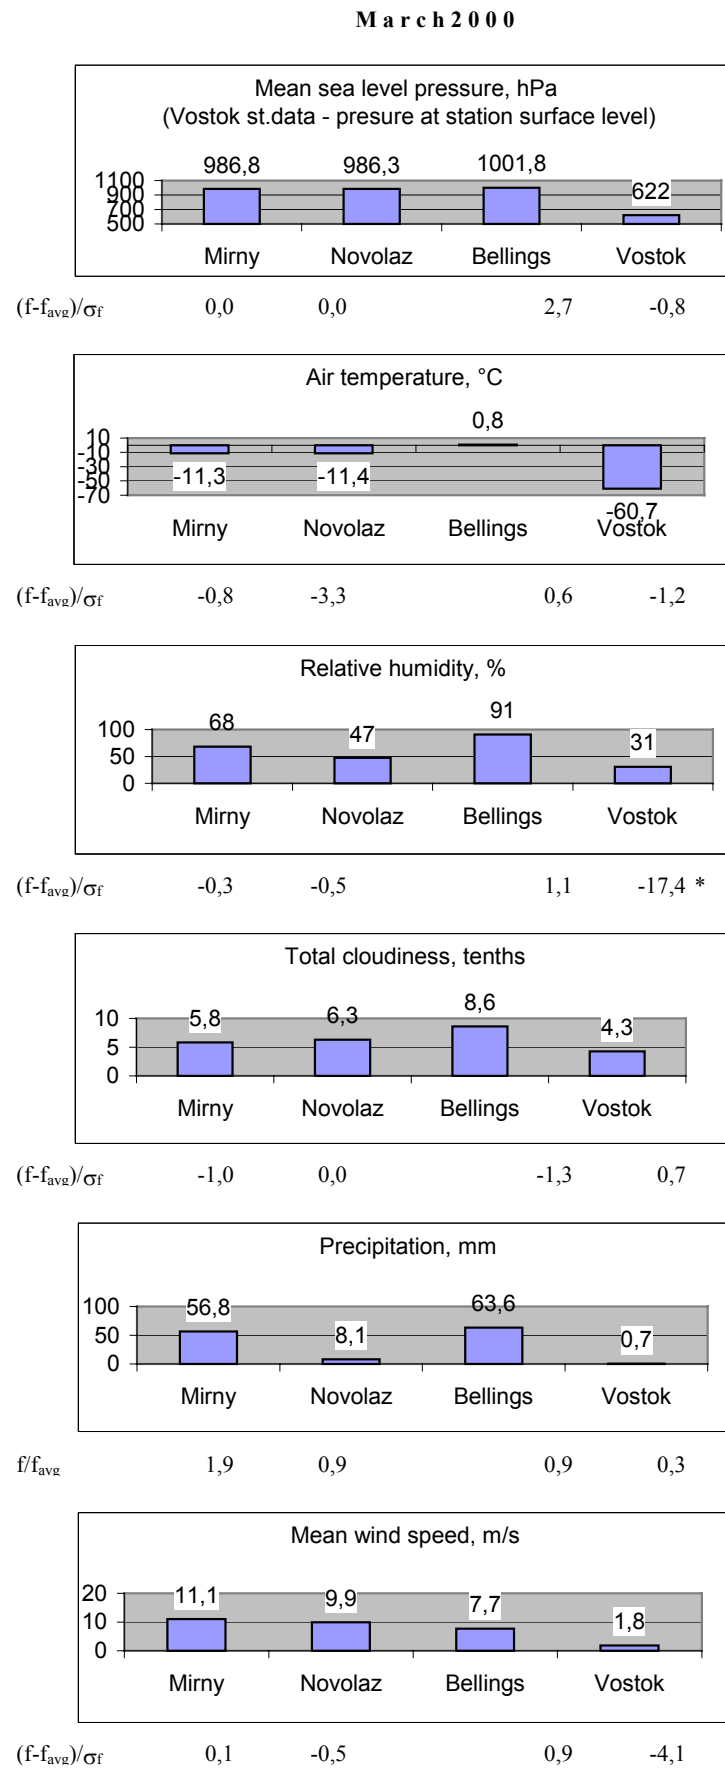 M a r c h 2 0 0 0
Mean sea level pressure, hPa
(Vostok st.data - presure at station surface level)
986,8 986,3 1001,8 622
1100
900
700
500
Mirny Novolaz Bellings Vostok
(f-favg)/σf 0,0 0,0 2,7 -0,8
Air temperature, °C
0,8
10
-10
-30
-50
-70
-11,3 -11,4 -60,7
Mirny Novolaz Bellings Vostok
(f-favg)/σf -0,8 -3,3 0,6 -1,2
Relative humidity, %
68 47 91 31
100
50
0
Mirny Novolaz Bellings Vostok
(f-favg)/σf -0,3 -0,5 1,1 -17,4 *
Total cloudiness, tenths
5,8 6,3 8,6 4,3
10
5
0
Mirny Novolaz Bellings Vostok
(f-favg)/σf -1,0 0,0 -1,3 0,7
Precipitation, mm
56,8 8,1 63,6 0,7
100
50
0
Mirny Novolaz Bellings Vostok
f/favg 1,9 0,9 0,9 0,3
Mean wind speed, m/s
11,1 9,9 7,7 1,8
20
10
0
Mirny Novolaz Bellings Vostok
(f-favg)/σf 0,1 -0,5 0,9 -4,1